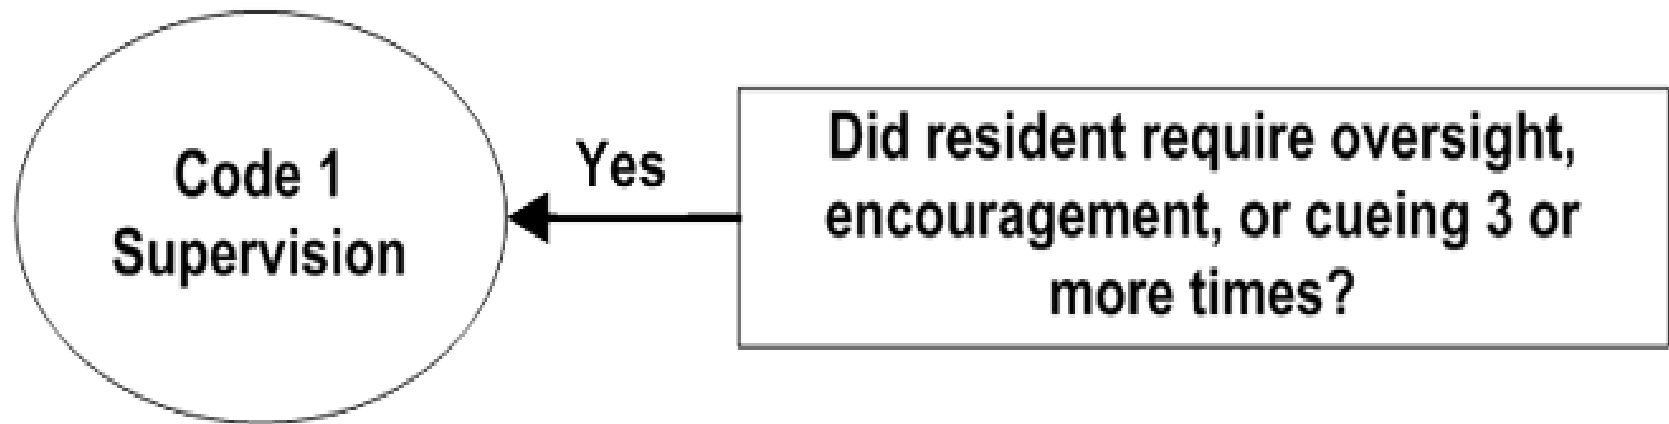 Code 1
Supervision
Yes
Did resident require oversight,
encouragement, or cueing 3 or
more times?